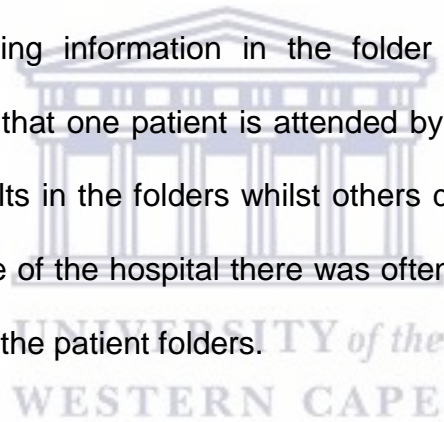 ing information in the folder
that one patient is attended by
lts in the folders whilst others
e of the hospital there was often
the patient folders.
UNIVERSITY of the
WESTERN CAPE